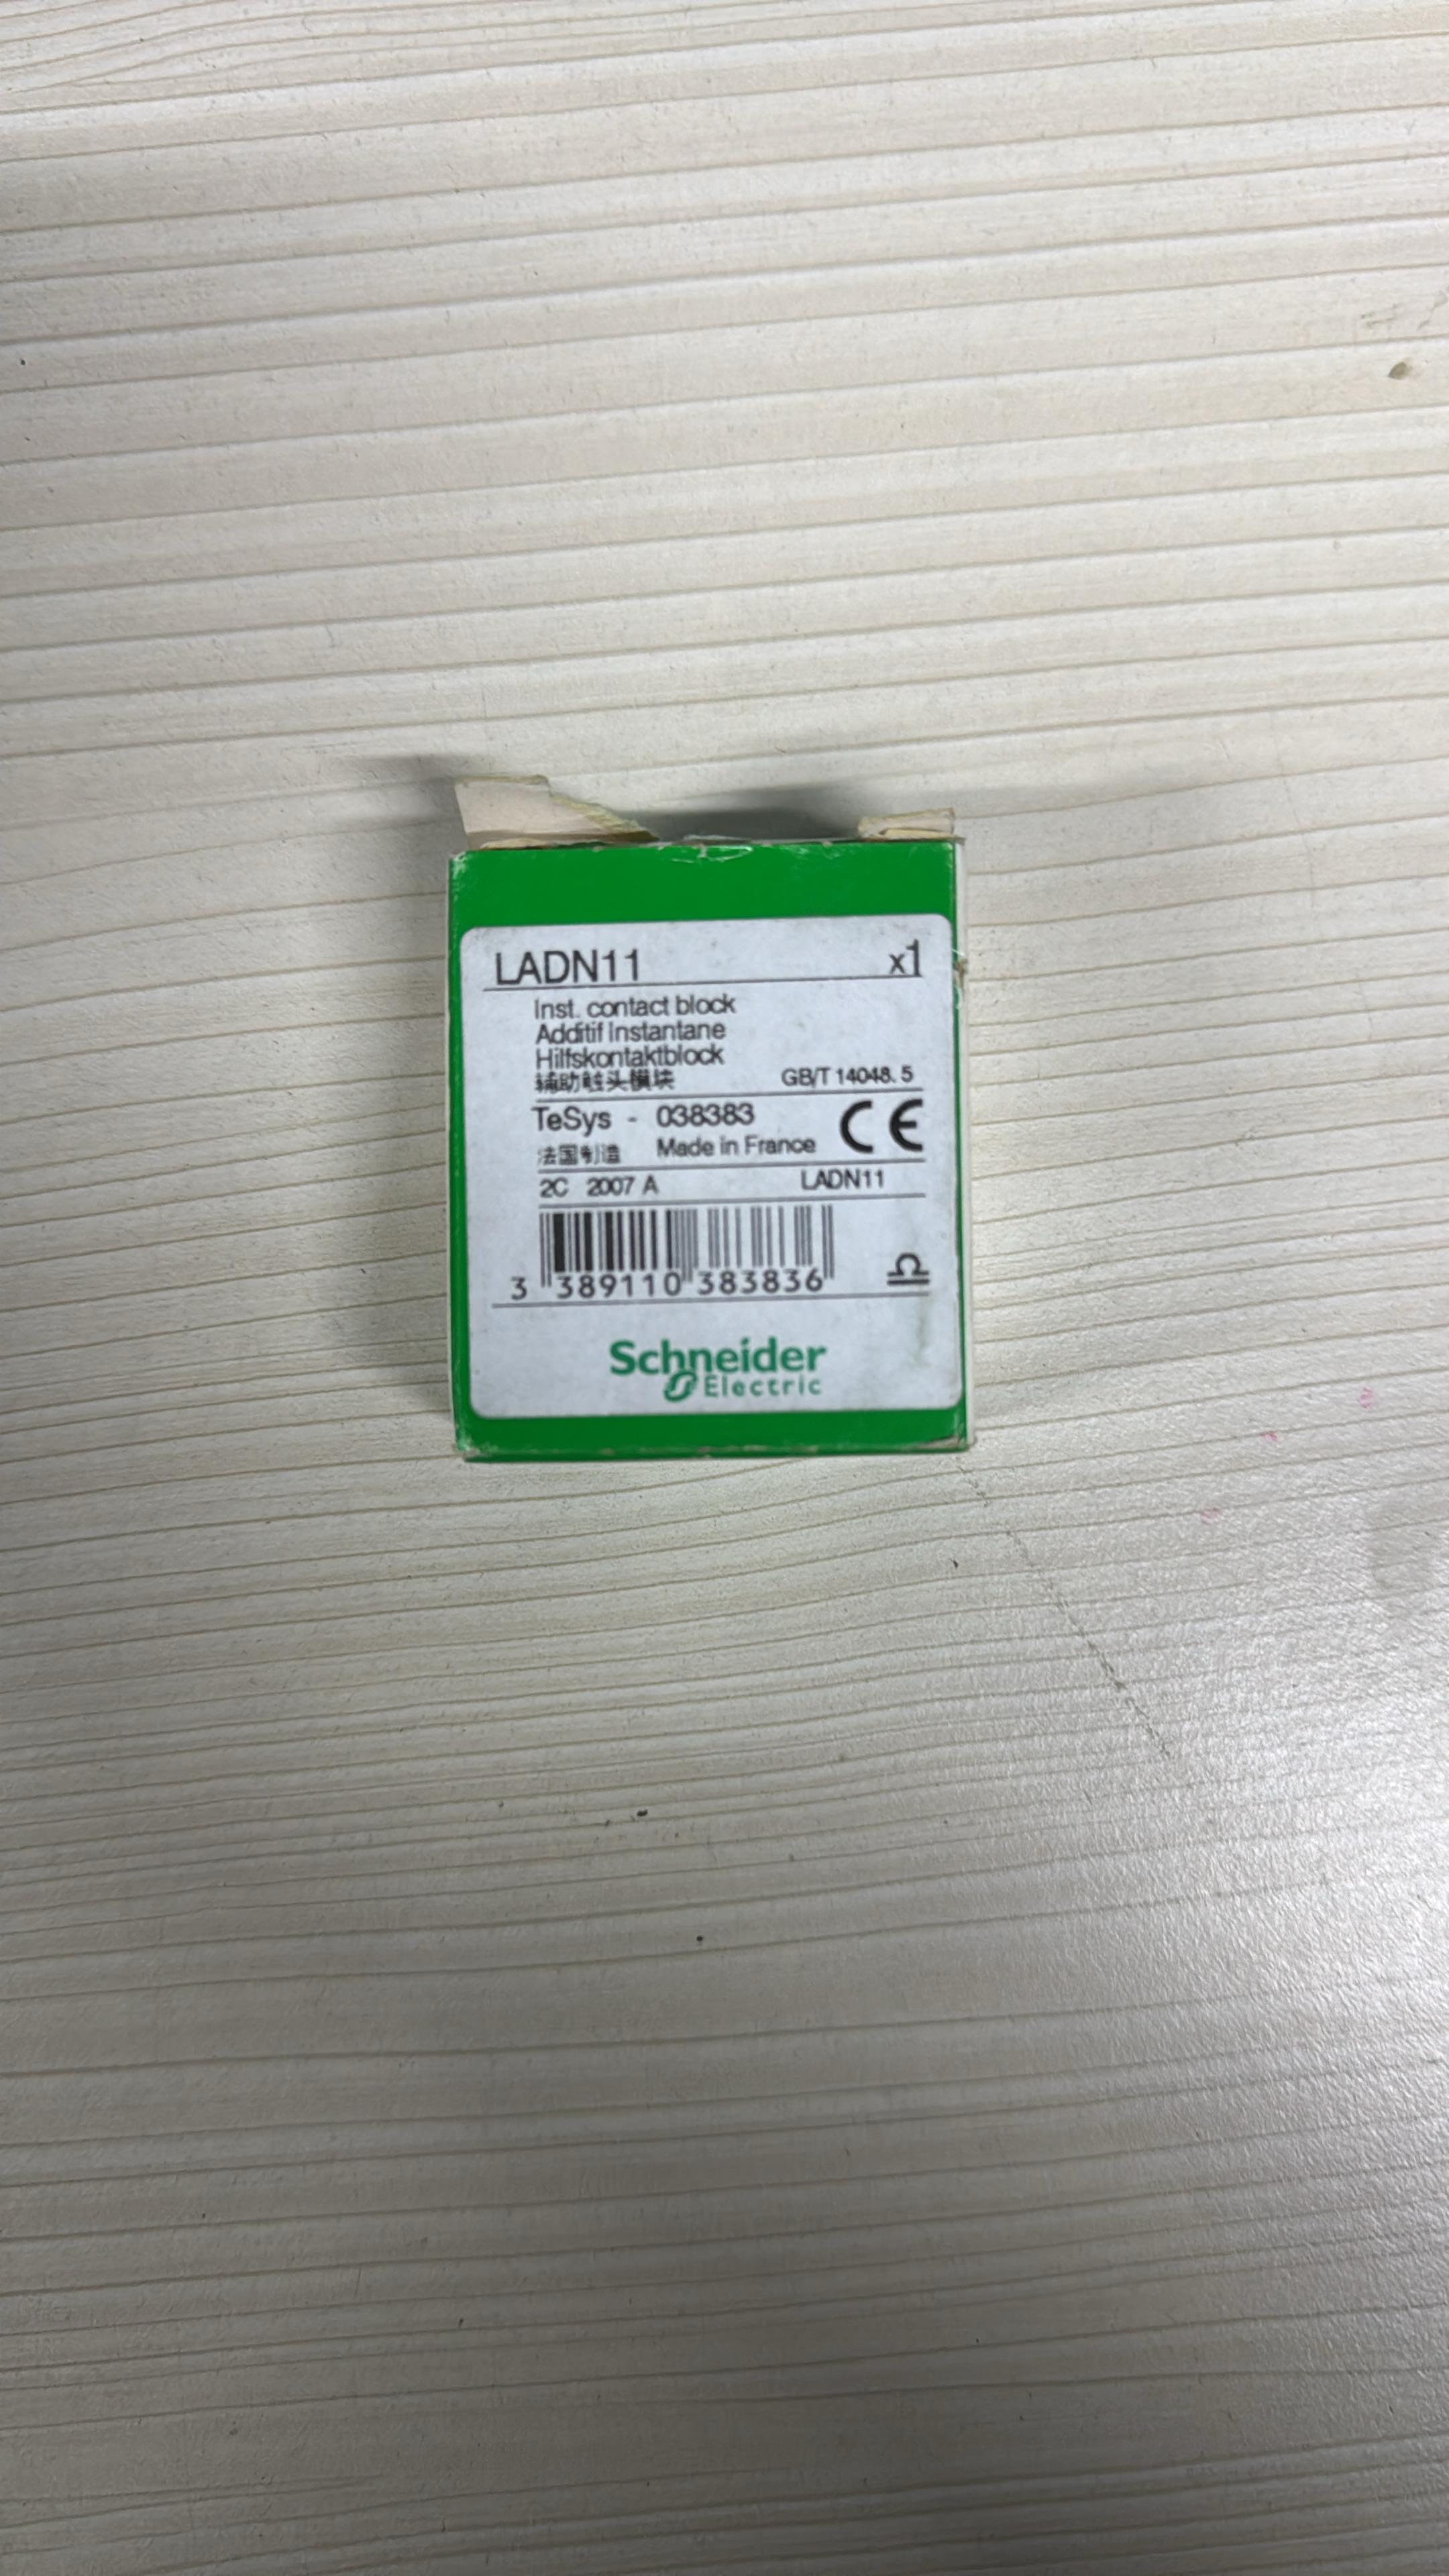 LADN11 x1
Inst. contact block
Additif Instantane
Hilfskontaktblock
辅助触头模块 GB/T 14048.5
TeSys - 038383 CE
法国制造 Made in France
2C 2007 A LADN11
3 389110 383836
Schneider
Electric